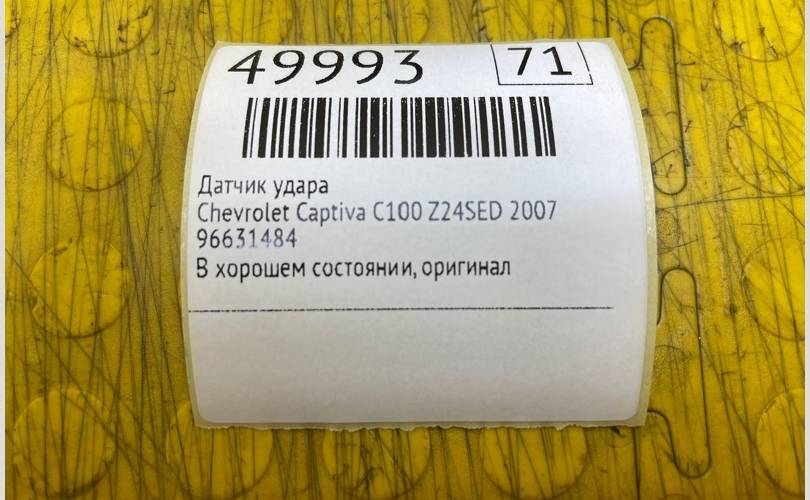 49993 71
Датчик удара
Chevrolet Captiva C100 Z24SED 2007
96631484
В хорошем состоянии, оригинал